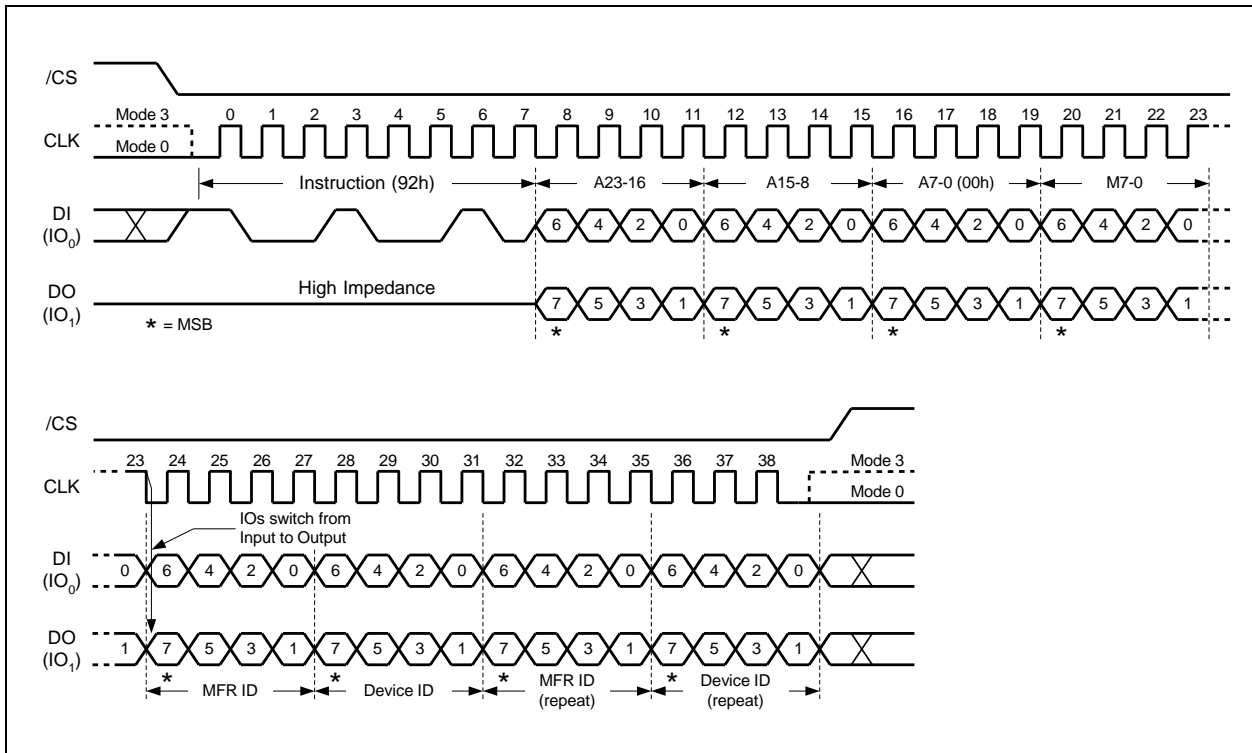 /CS
Mode 3 0 1 2 3 4 5 6 7 8 9 10 11 12 13 14 15 16 17 18 19 20 21 22 23
CLK
Mode 0
Instruction (92h) A23-16 A15-8 A7-0 (00h) M7-0
DI
(IO0)
6 4 2 0 6 4 2 0 6 4 2 0 6 4 2 0
High Impedance
DO
(IO1)
7 5 3 1 7 5 3 1 7 5 3 1 7 5 3 1
* = MSB
* * * *
/CS
23 24 25 26 27 28 29 30 31 32 33 34 35 36 37 38 Mode 3
CLK
Mode 0
IOs switch from
Input to Output
DI
(IO0)
0 6 4 2 0 6 4 2 0 6 4 2 0 6 4 2 0
DO
(IO1)
1 7 5 3 1 7 5 3 1 7 5 3 1 7 5 3 1
* * * *
MFR ID Device ID MFR ID
(repeat)
Device ID
(repeat)